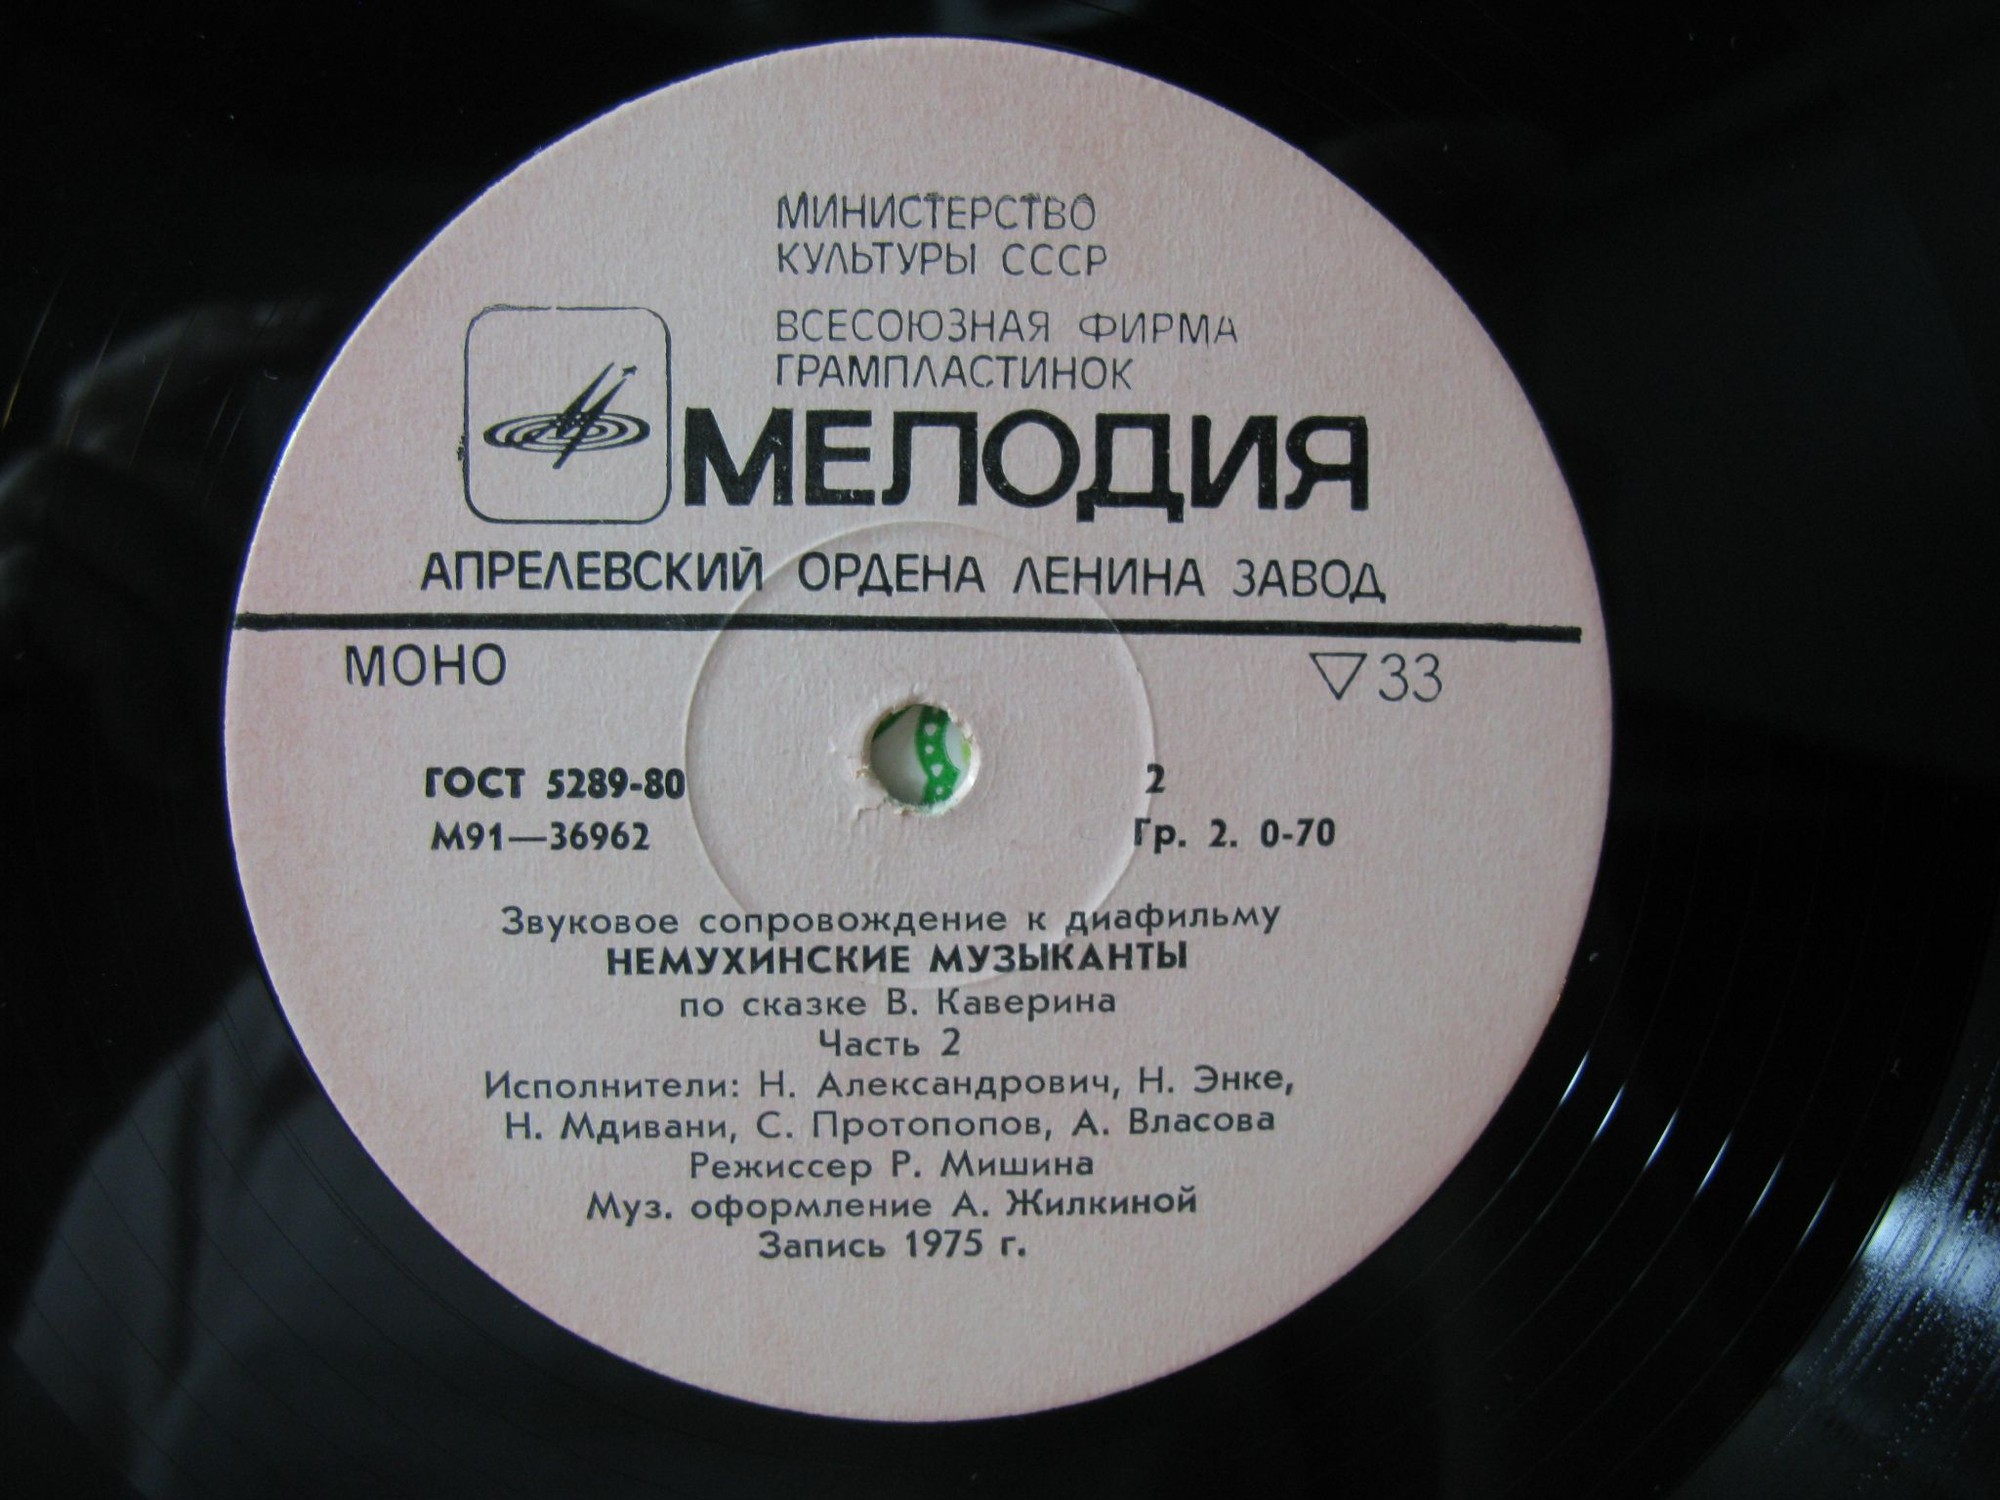 МИНИСТЕРСТВО
КУЛЬТУРЫ СССР
ВСЕСОЮЗНАЯ ФИРМА
ГРАМПЛАСТИНОК
МЕЛОДИЯ
АПРЕЛЕВСКИЙ ОРДЕНА ЛЕНИНА ЗАВОД
МОНО ▽33
ГОСТ 5289-80 2
М91—36962 Гр. 2. 0-70
Звуковое сопровождение к диафильму
НЕМУХИНСКИЕ МУЗЫКАНТЫ
по сказке В. Каверина
Часть 2
Исполнители: Н. Александрович, Н. Энке,
Н. Мдивани, С. Протопопов, А. Власова
Режиссер Р. Мишина
Муз. оформление А. Жилкиной
Запись 1975 г.